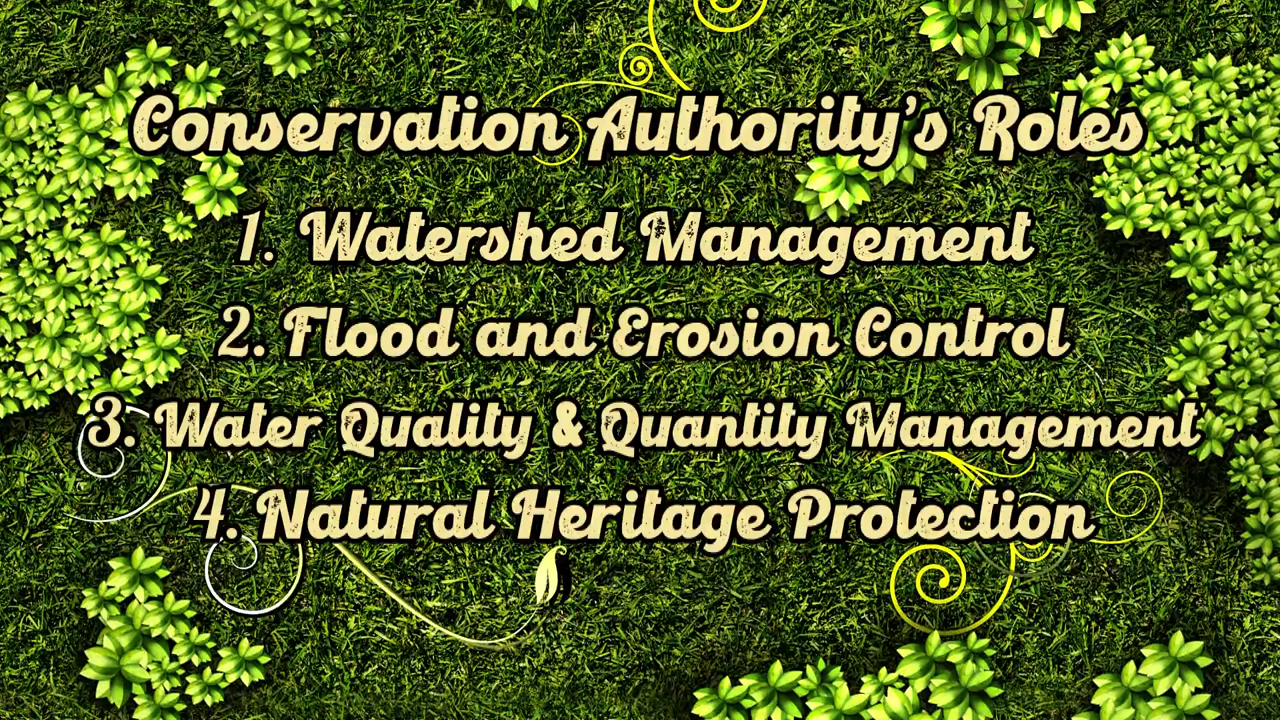 Conservation Authority's Roles
1. Watershed Management
2. Flood and Erosion Control
3. Water Quality & Quantity Management
4. Natural Heritage Protection